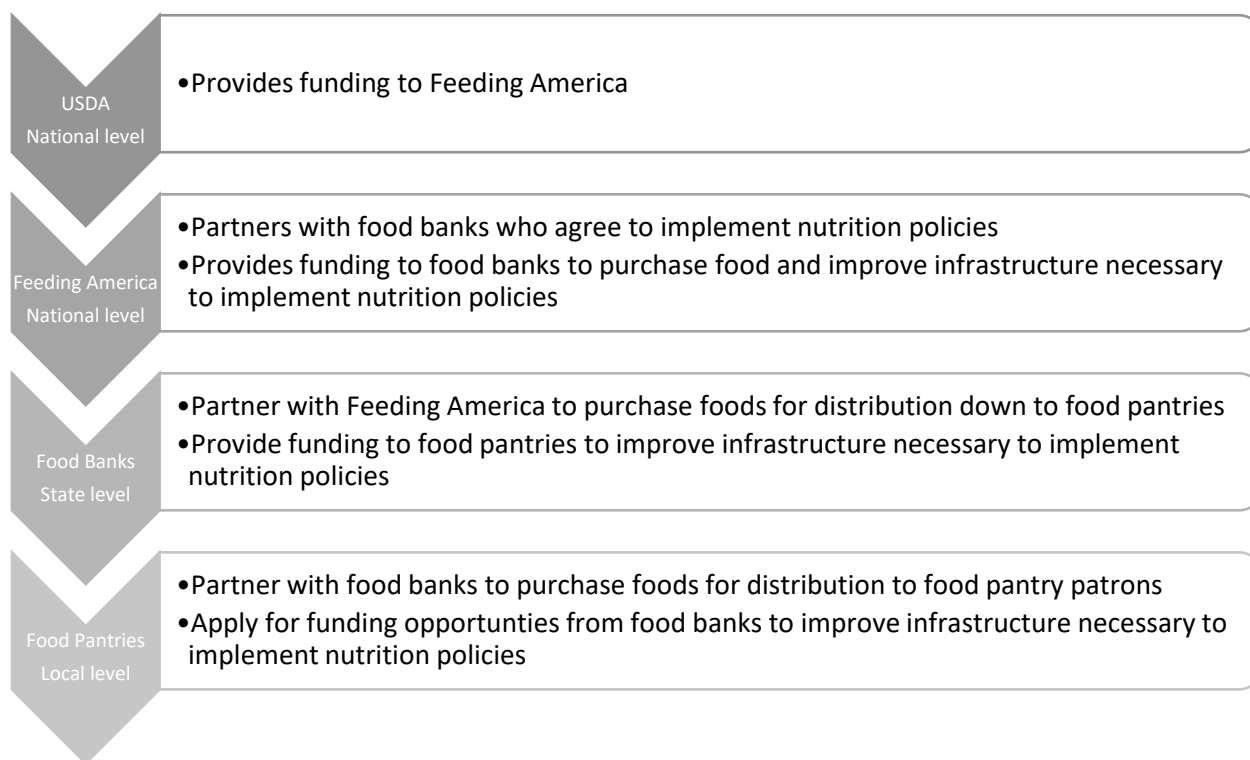 USDA
National level
•Provides funding to Feeding America
Feeding America
National level
•Partners with food banks who agree to implement nutrition policies
•Provides funding to food banks to purchase food and improve infrastructure necessary
to implement nutrition policies
Food Banks
State level
•Partner with Feeding America to purchase foods for distribution down to food pantries
•Provide funding to food pantries to improve infrastructure necessary to implement
nutrition policies
Food Pantries
Local level
•Partner with food banks to purchase foods for distribution to food pantry patrons
•Apply for funding opportunties from food banks to improve infrastructure necessary to
implement nutrition policies